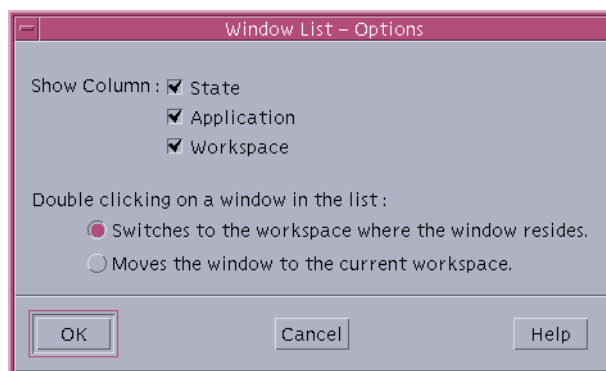 Window List – Options
Show Column : State
Application
Workspace
Double clicking on a window in the list :
Switches to the workspace where the window resides.
Moves the window to the current workspace.
OK Cancel Help